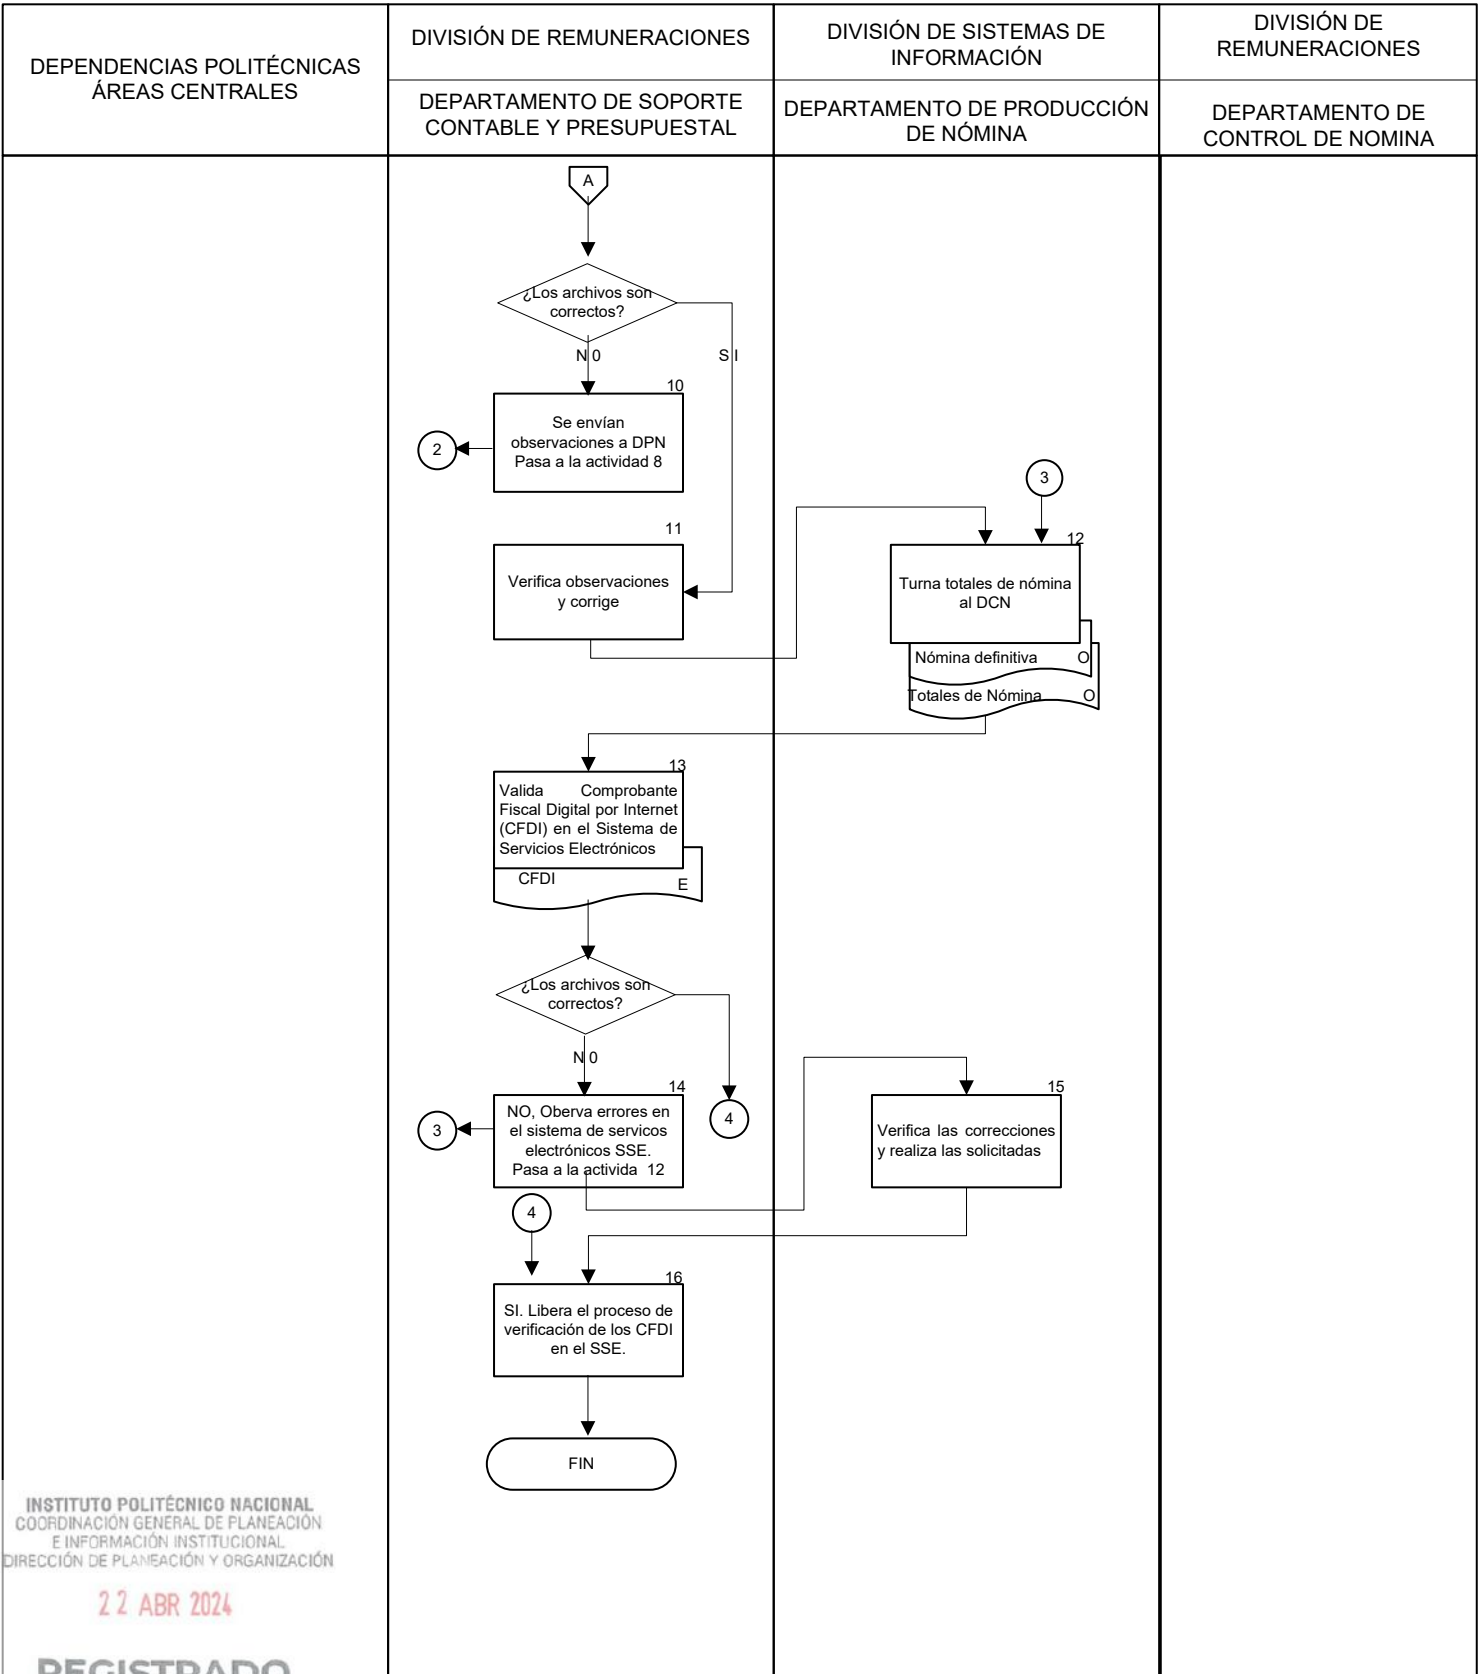 DEPENDENCIAS POLITÉCNICAS
ÁREAS CENTRALES
DIVISIÓN DE REMUNERACIONES
DEPARTAMENTO DE SOPORTE
CONTABLE Y PRESUPUESTAL
DIVISIÓN DE SISTEMAS DE
INFORMACIÓN
DEPARTAMENTO DE PRODUCCIÓN
DE NÓMINA
DIVISIÓN DE
REMUNERACIONES
DEPARTAMENTO DE
CONTROL DE NOMINA
A
¿Los archivos son
correctos?
N 0
S I
10
Se envían
observaciones a DPN
Pasa a la actividad 8
2
3
11
Verifica observaciones
y corrige
12
Turna totales de nómina
al DCN
Nómina definitiva O
Totales de Nómina O
13
Valida Comprobante
Fiscal Digital por Internet
(CFDI) en el Sistema de
Servicios Electrónicos
CFDI E
¿Los archivos son
correctos?
N 0
14
NO, Oberva errores en
el sistema de servicos
electrónicos SSE.
Pasa a la activida 12
3
4
15
Verifica las correcciones
y realiza las solicitadas
4
16
SI. Libera el proceso de
verificación de los CFDI
en el SSE.
FIN
INSTITUTO POLITÉCNICO NACIONAL
COORDINACIÓN GENERAL DE PLANEACIÓN
E INFORMACIÓN INSTITUCIONAL
DIRECCIÓN DE PLANEACIÓN Y ORGANIZACIÓN
22 ABR 2024
REGISTRADO